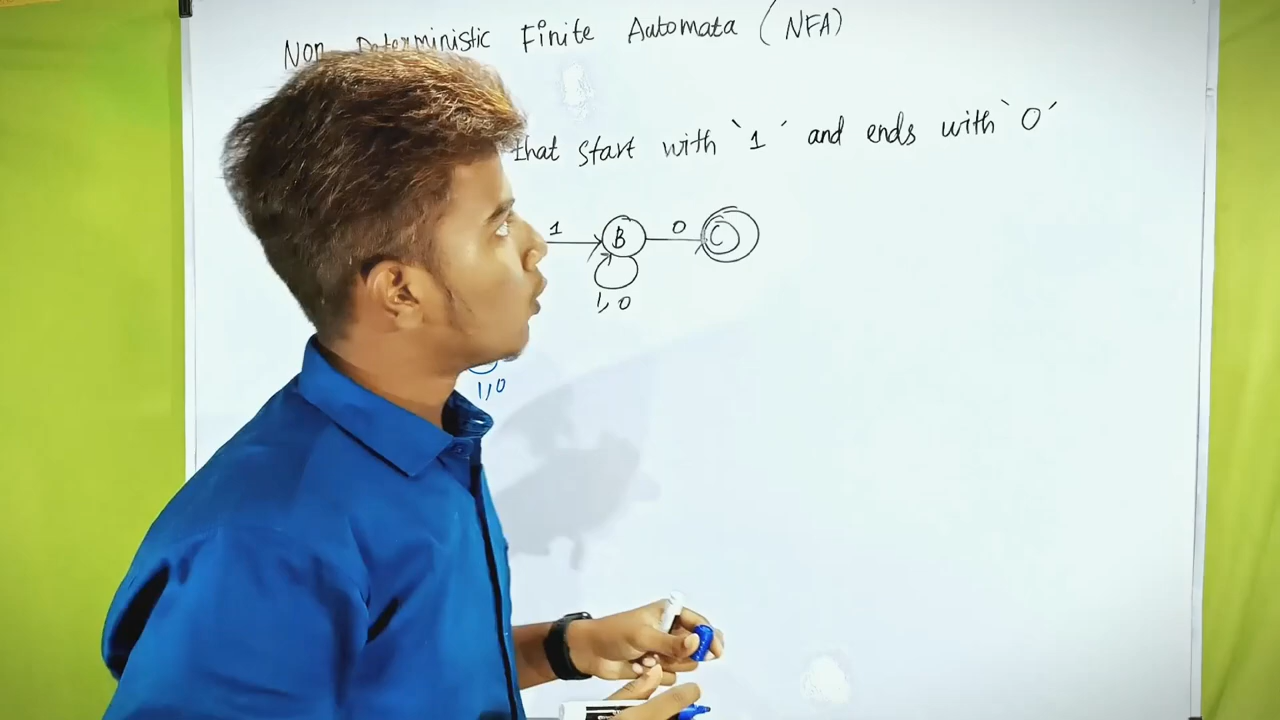 Non Deterministic Finite Automata (NFA)
that start with `1´ and ends with `0´
1 B 0 C
1,0
1,0